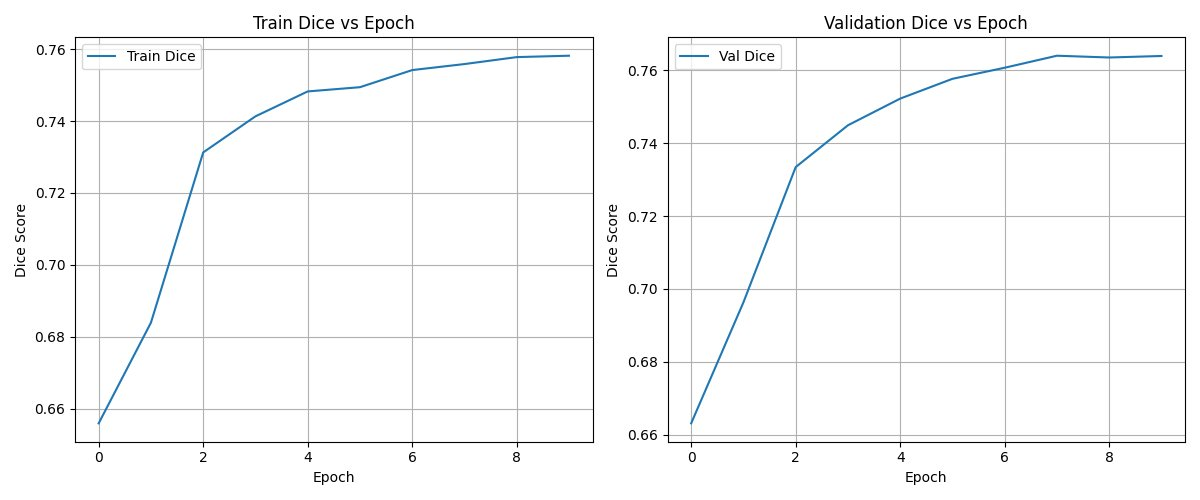 Train Dice vs Epoch
Train Dice
0.76
0.74
0.72
0.70
0.68
0.66
Dice Score
0 2 4 6 8
Epoch
Validation Dice vs Epoch
Val Dice
0.76
0.74
0.72
0.70
0.68
0.66
Dice Score
0 2 4 6 8
Epoch